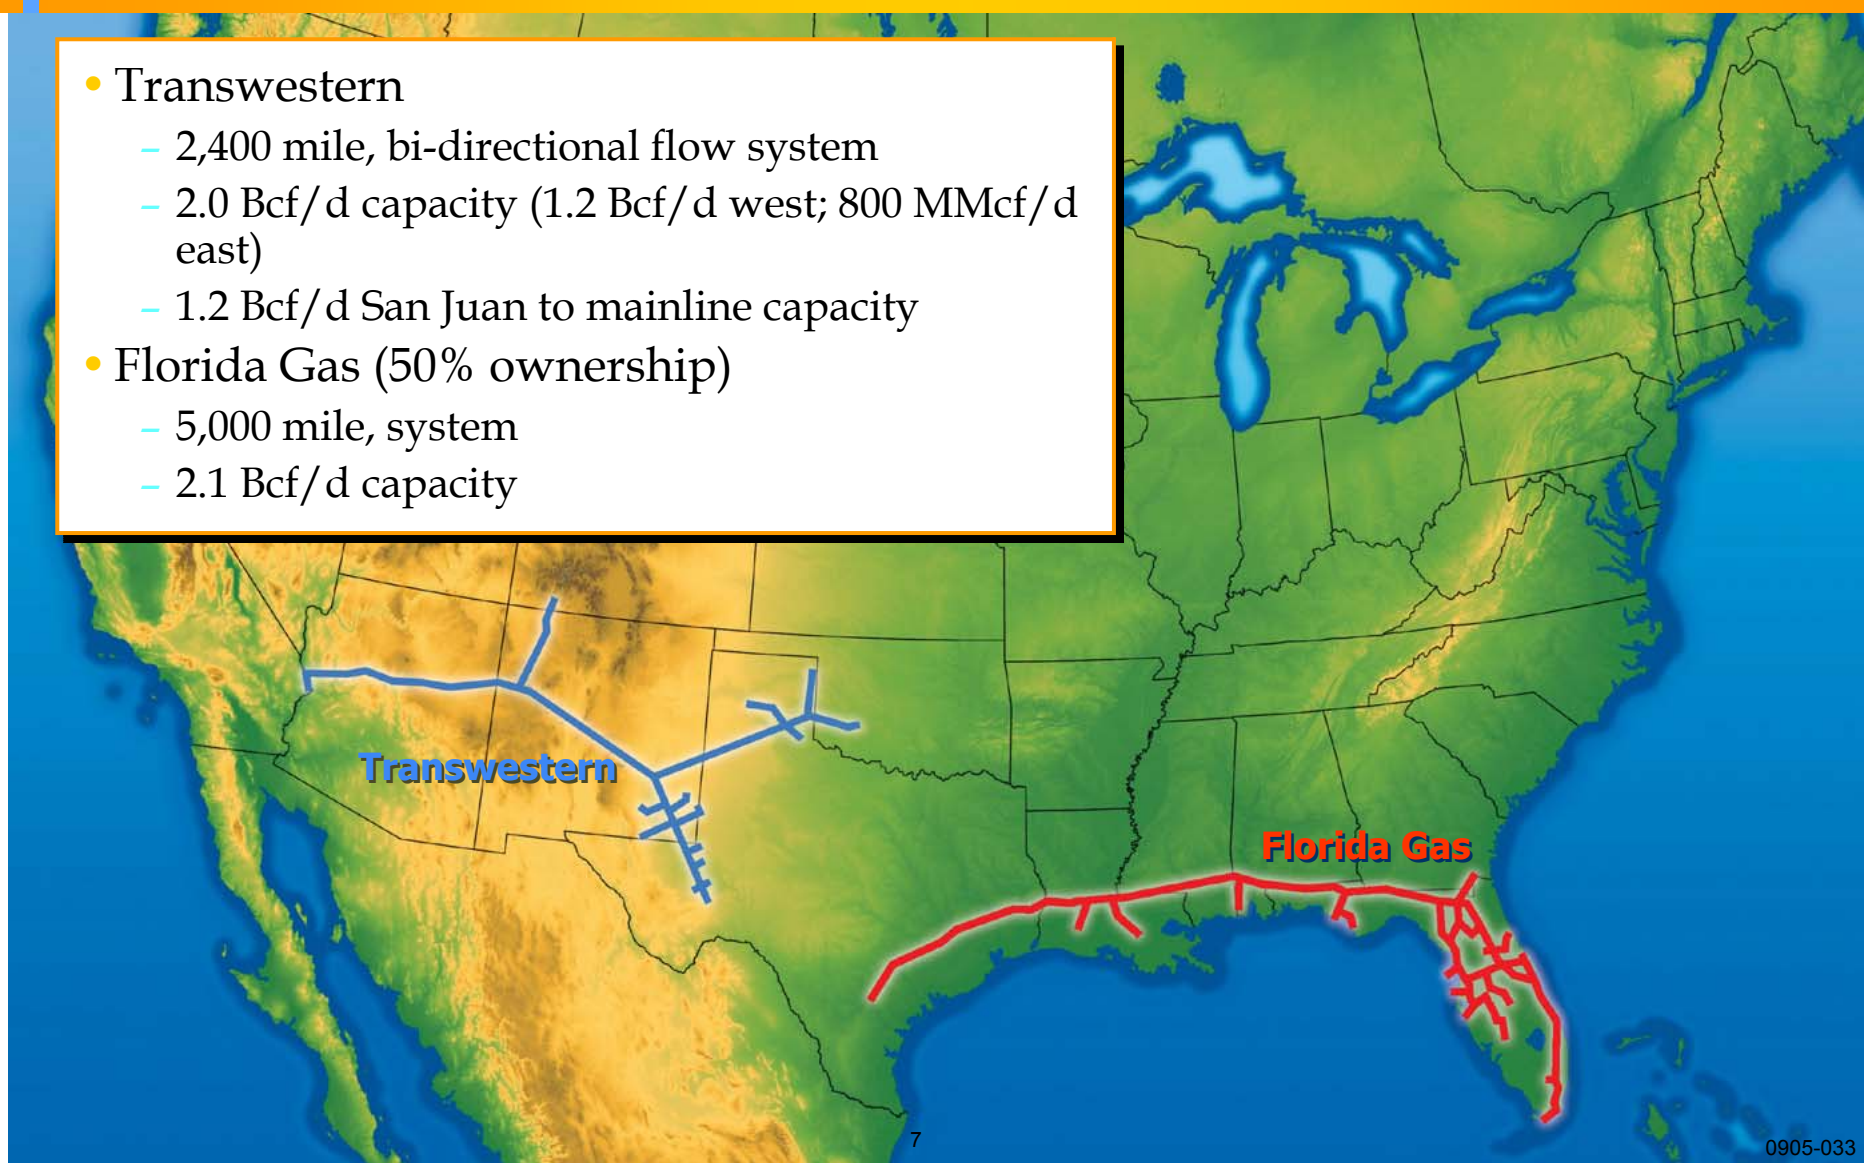 • Transwestern
– 2,400 mile, bi-directional flow system
– 2.0 Bcf/d capacity (1.2 Bcf/d west; 800 MMcf/d
east)
– 1.2 Bcf/d San Juan to mainline capacity
• Florida Gas (50% ownership)
– 5,000 mile, system
– 2.1 Bcf/d capacity
Transwestern
Florida Gas
7
0905-033